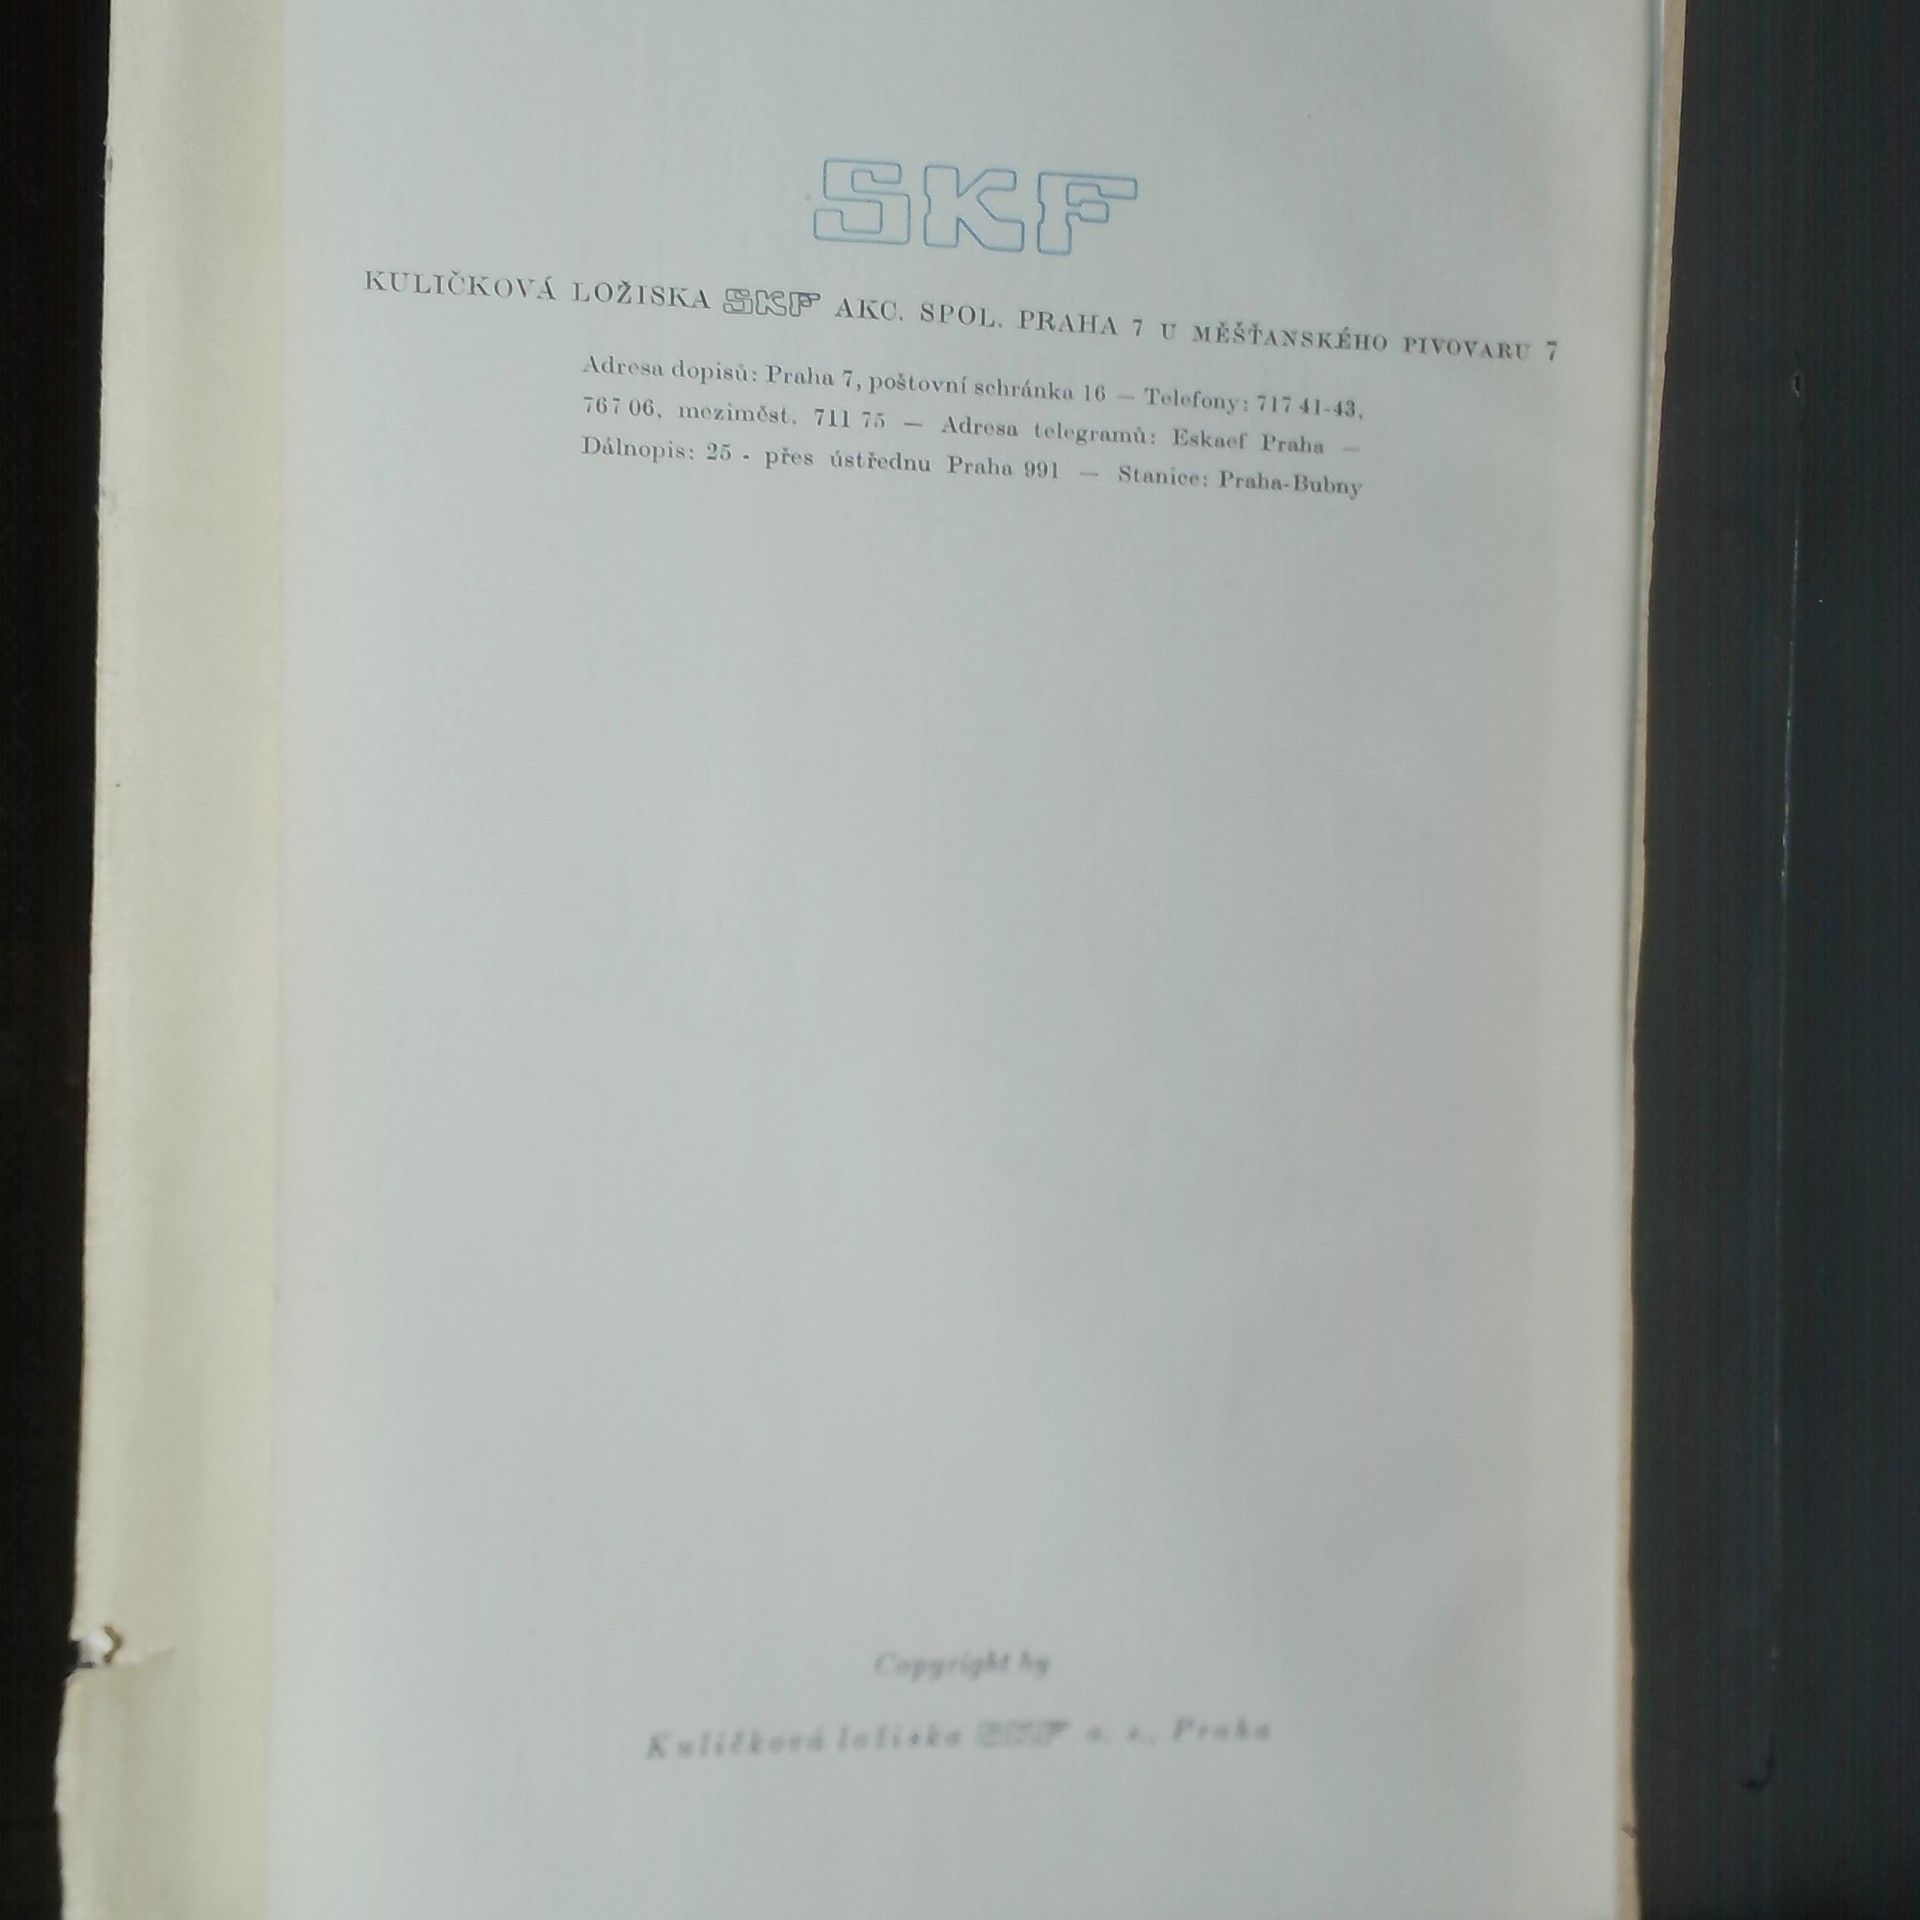 SKF
KULIČKOVÁ LOŽISKA SKF AKC. SPOL. PRAHA 7 U MĚŠŤANSKÉHO PIVOVARU 7
Adresa dopisů: Praha 7, poštovní schránka 16 — Telefony: 717 41-43,
767 06, meziměst. 711 75 — Adresa telegramů: Eskaef Praha —
Dálnopis: 25 - přes ústřednu Praha 991 — Stanice: Praha-Bubny
Copyright by
Kuličková ložiska SKF a. s., Praha